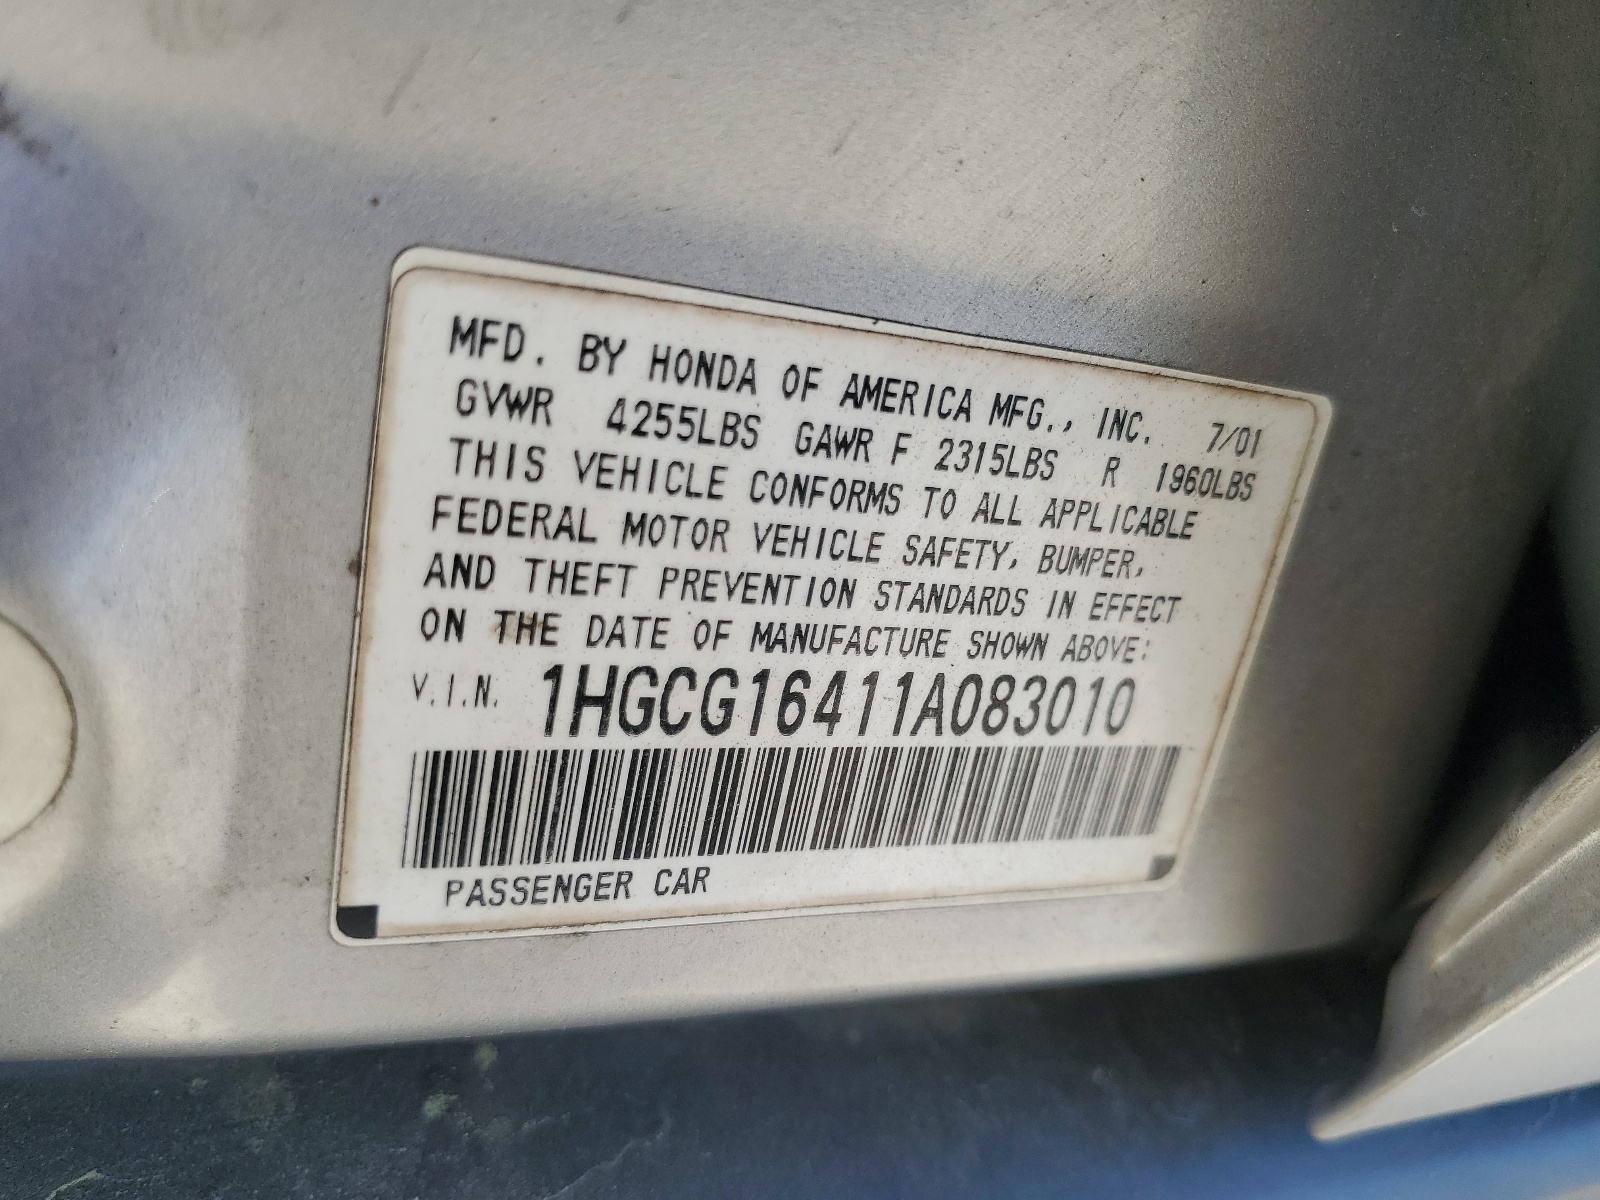 MFD. BY HONDA OF AMERICA MFG., INC. 7/01
GVWR 4255LBS GAWR F 2315LBS R 1960LBS
THIS VEHICLE CONFORMS TO ALL APPLICABLE
FEDERAL MOTOR VEHICLE SAFETY, BUMPER,
AND THEFT PREVENTION STANDARDS IN EFFECT
ON THE DATE OF MANUFACTURE SHOWN ABOVE:
V.I.N. 1HGCG16411A083010
PASSENGER CAR